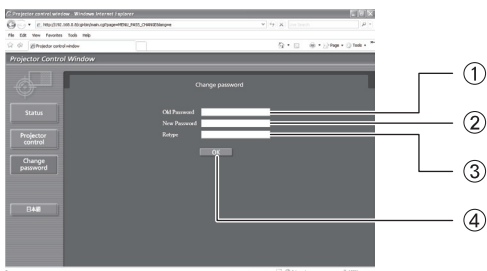 Projector control window - Windows Internet Explorer
File Edit View Favorites Tools Help
Projector control window
Page Tools
Projector Control Window
Change password
Status
Projector control
Change password
日本語
Old Password
New Password
Retype
OK
①
②
③
④